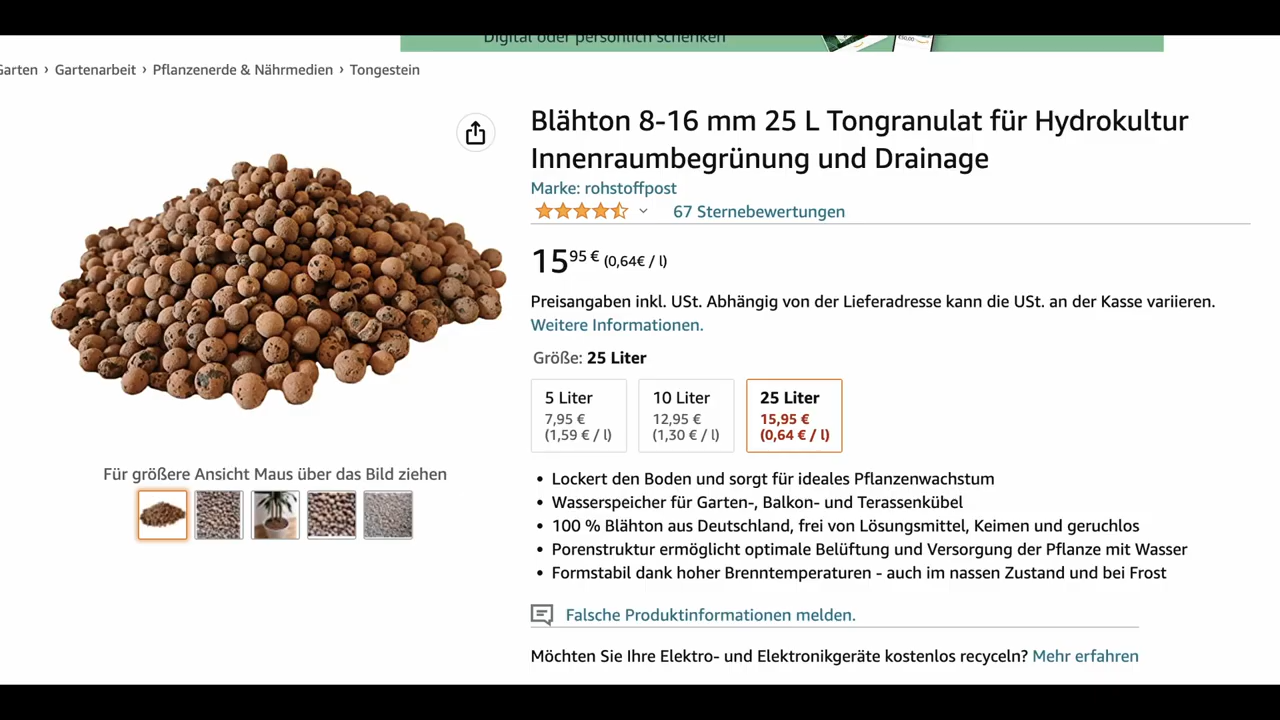 Digital oder persönlich schenken
Garten › Gartenarbeit › Pflanzenerde & Nährmedien › Tongestein
Blähton 8-16 mm 25 L Tongranulat für Hydrokultur
Innenraumbegrünung und Drainage
Marke: rohstoffpost
67 Sternebewertungen
15⁹⁵ € (0,64€ / l)
Preisangaben inkl. USt. Abhängig von der Lieferadresse kann die USt. an der Kasse variieren.
Weitere Informationen.
Größe: 25 Liter
5 Liter 10 Liter 25 Liter
7,95 € 12,95 € 15,95 €
(1,59 € / l) (1,30 € / l) (0,64 € / l)
• Lockert den Boden und sorgt für ideales Pflanzenwachstum
• Wasserspeicher für Garten-, Balkon- und Terassenkübel
• 100 % Blähton aus Deutschland, frei von Lösungsmittel, Keimen und geruchlos
• Porenstruktur ermöglicht optimale Belüftung und Versorgung der Pflanze mit Wasser
• Formstabil dank hoher Brenntemperaturen - auch im nassen Zustand und bei Frost
Für größere Ansicht Maus über das Bild ziehen
Falsche Produktinformationen melden.
Möchten Sie Ihre Elektro- und Elektronikgeräte kostenlos recyceln? Mehr erfahren